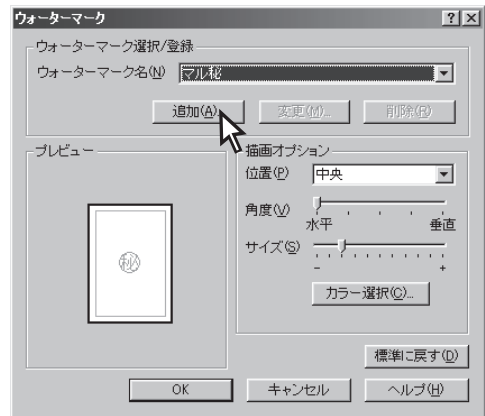 ウォーターマーク
ウォーターマーク選択/登録
ウォーターマーク名(N) マル秘
追加(A)... 変更(M)... 削除(R)
プレビュー
㊙
描画オプション
位置(P) 中央
角度(V)
水平 垂直
サイズ(S)
- +
カラー選択(C)...
標準に戻す(D)
OK キャンセル ヘルプ(H)